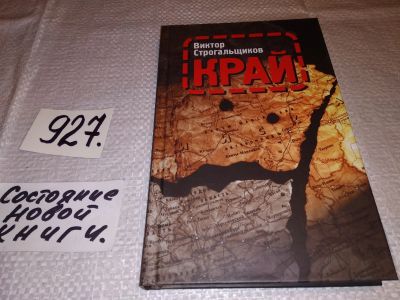 Виктор
Строгальщиков
КРАЙ
927.
Состояние
Новой
книги.